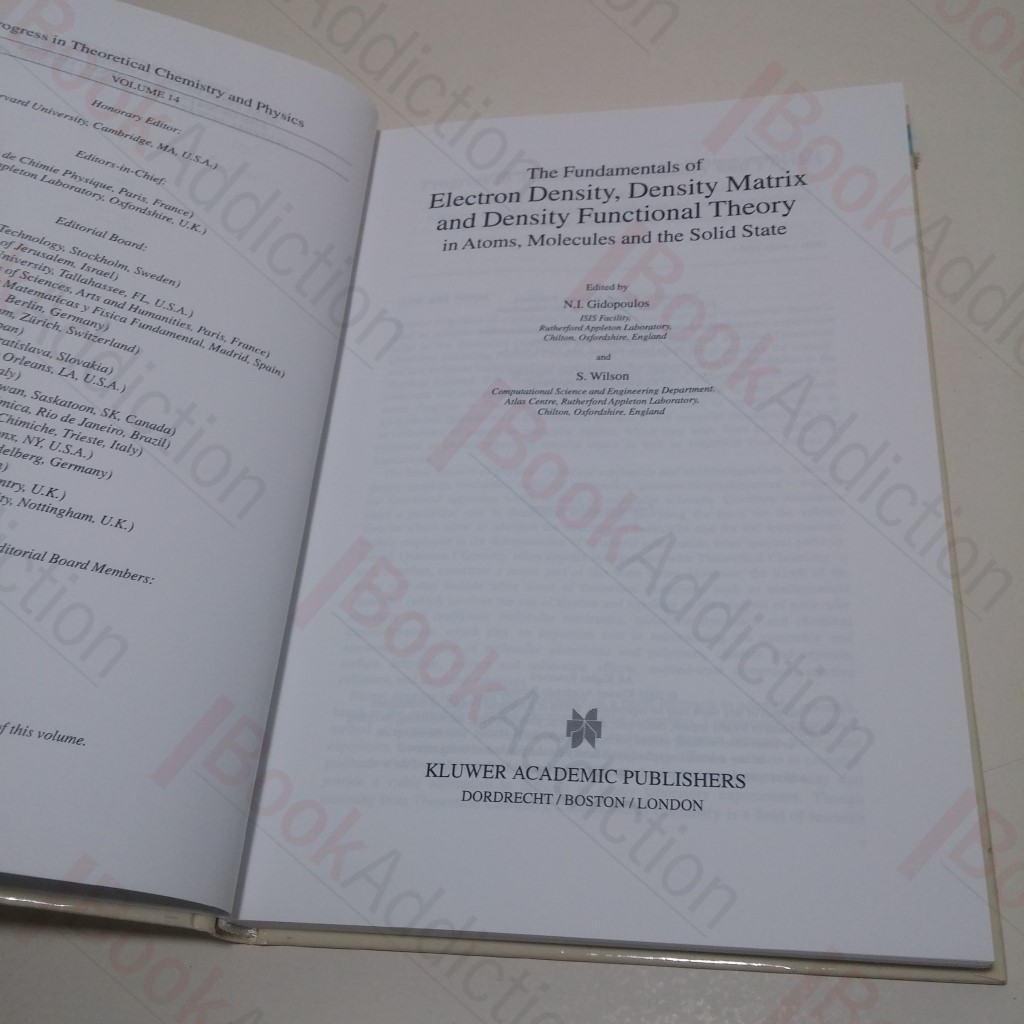 rogress in Theoretical Chemistry and Physics
VOLUME 14
Honorary Editor:
rvard University, Cambridge, MA, U.S.A.)
Editors-in-Chief:
de Chimie Physique, Paris, France)
ppleton Laboratory, Oxfordshire, U.K.)
Editorial Board:
Technology, Stockholm, Sweden)
of Jerusalem, Israel)
niversity, Tallahassee, FL, U.S.A.)
of Sciences, Arts and Humanities, Paris, France)
Matematicas y Fisica Fundamental, Madrid, Spain)
Berlin, Germany)
m, Zürich, Switzerland)
pan)
ratislava, Slovakia)
Orleans, LA, U.S.A.)
aly)
wan, Saskatoon, SK, Canada)
mica, Rio de Janeiro, Brazil)
Chimiche, Trieste, Italy)
nx, NY, U.S.A.)
delberg, Germany)
ntry, U.K.)
ty, Nottingham, U.K.)
ditorial Board Members:
of this volume.
The Fundamentals of
Electron Density, Density Matrix
and Density Functional Theory
in Atoms, Molecules and the Solid State
Edited by
N.I. Gidopoulos
ISIS Facility,
Rutherford Appleton Laboratory,
Chilton, Oxfordshire, England
and
S. Wilson
Computational Science and Engineering Department,
Atlas Centre, Rutherford Appleton Laboratory,
Chilton, Oxfordshire, England
KLUWER ACADEMIC PUBLISHERS
DORDRECHT / BOSTON / LONDON
BookAddiction